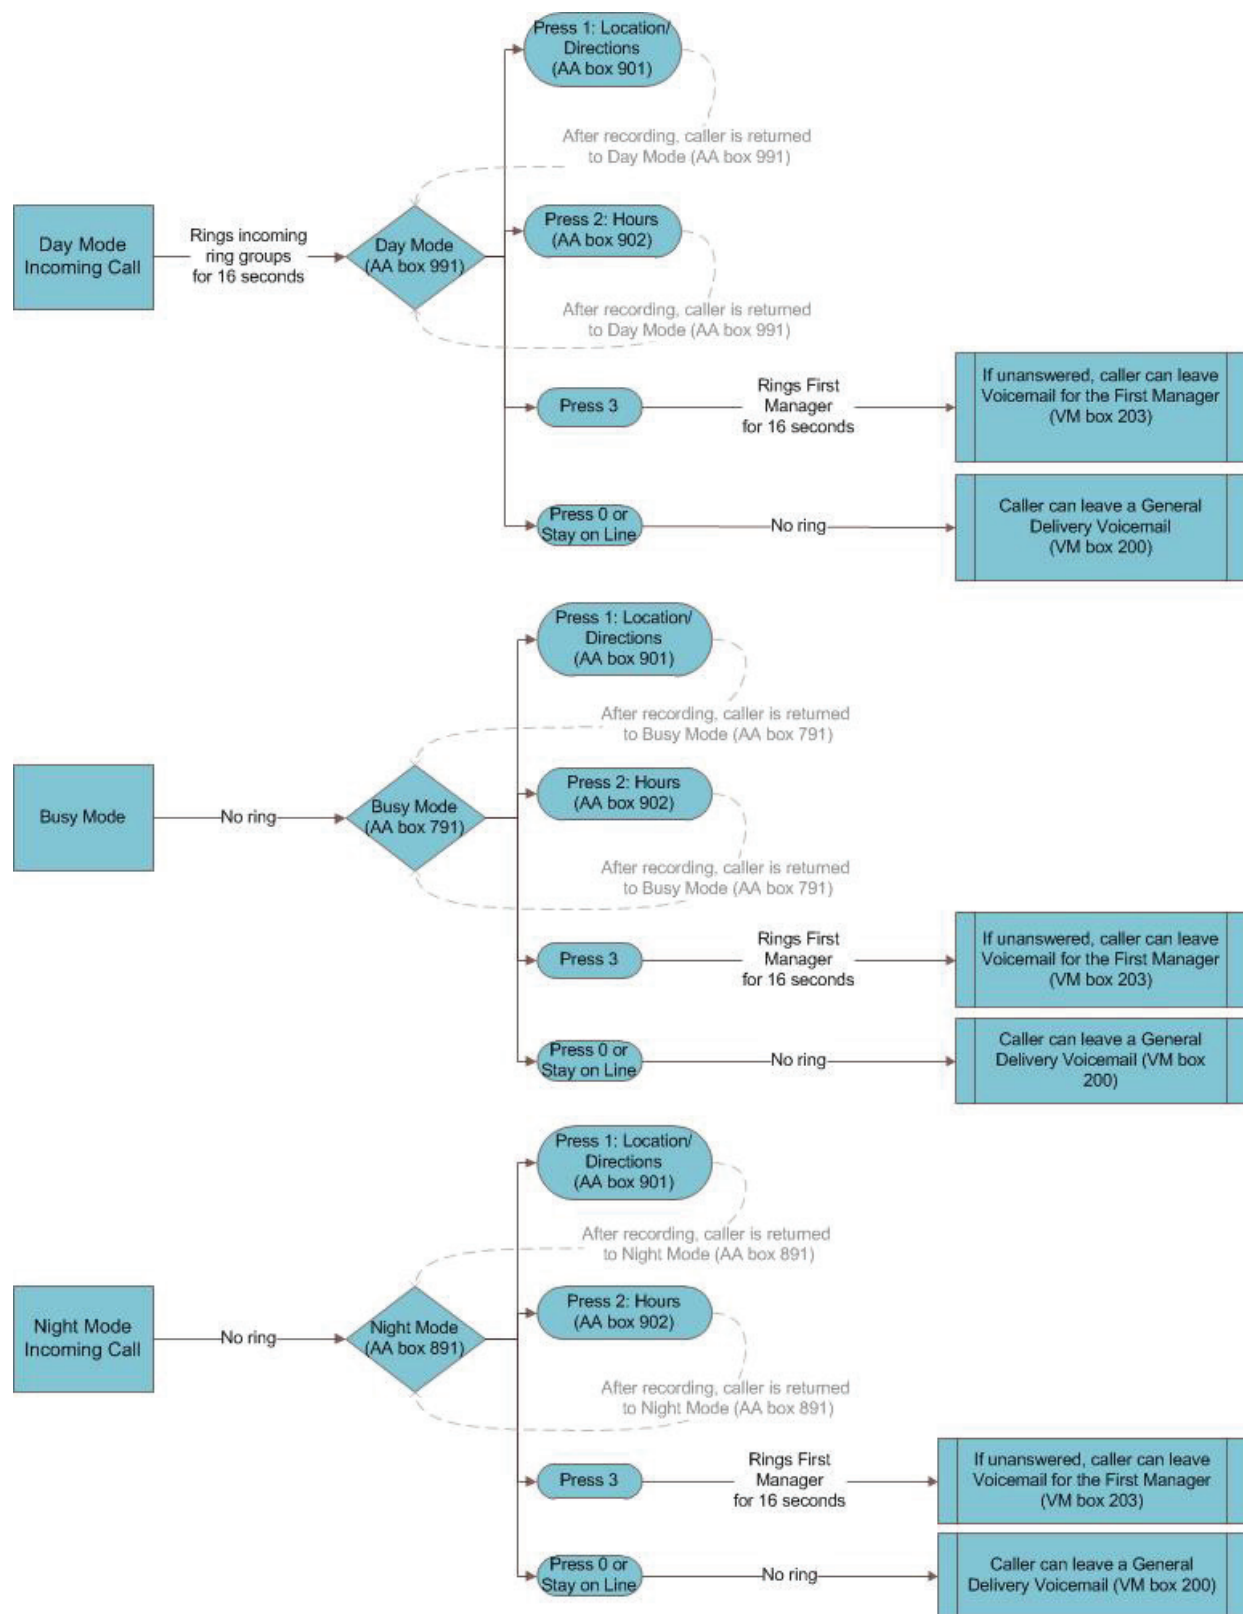 Press 1: Location/
Directions
(AA box 901)
After recording, caller is returned
to Day Mode (AA box 991)
Day Mode
Incoming Call
Rings incoming
ring groups
for 16 seconds
Day Mode
(AA box 991)
Press 2: Hours
(AA box 902)
After recording, caller is returned
to Day Mode (AA box 991)
Press 3
Rings First
Manager
for 16 seconds
If unanswered, caller can leave
Voicemail for the First Manager
(VM box 203)
Press 0 or
Stay on Line
No ring
Caller can leave a General
Delivery Voicemail
(VM box 200)
Press 1: Location/
Directions
(AA box 901)
After recording, caller is returned
to Busy Mode (AA box 791)
Busy Mode
No ring
Busy Mode
(AA box 791)
Press 2: Hours
(AA box 902)
After recording, caller is returned
to Busy Mode (AA box 791)
Press 3
Rings First
Manager
for 16 seconds
If unanswered, caller can leave
Voicemail for the First Manager
(VM box 203)
Press 0 or
Stay on Line
No ring
Caller can leave a General
Delivery Voicemail (VM box
200)
Press 1: Location/
Directions
(AA box 901)
After recording, caller is returned
to Night Mode (AA box 891)
Night Mode
Incoming Call
No ring
Night Mode
(AA box 891)
Press 2: Hours
(AA box 902)
After recording, caller is returned
to Night Mode (AA box 891)
Press 3
Rings First
Manager
for 16 seconds
If unanswered, caller can leave
Voicemail for the First Manager
(VM box 203)
Press 0 or
Stay on Line
No ring
Caller can leave a General
Delivery Voicemail (VM box 200)